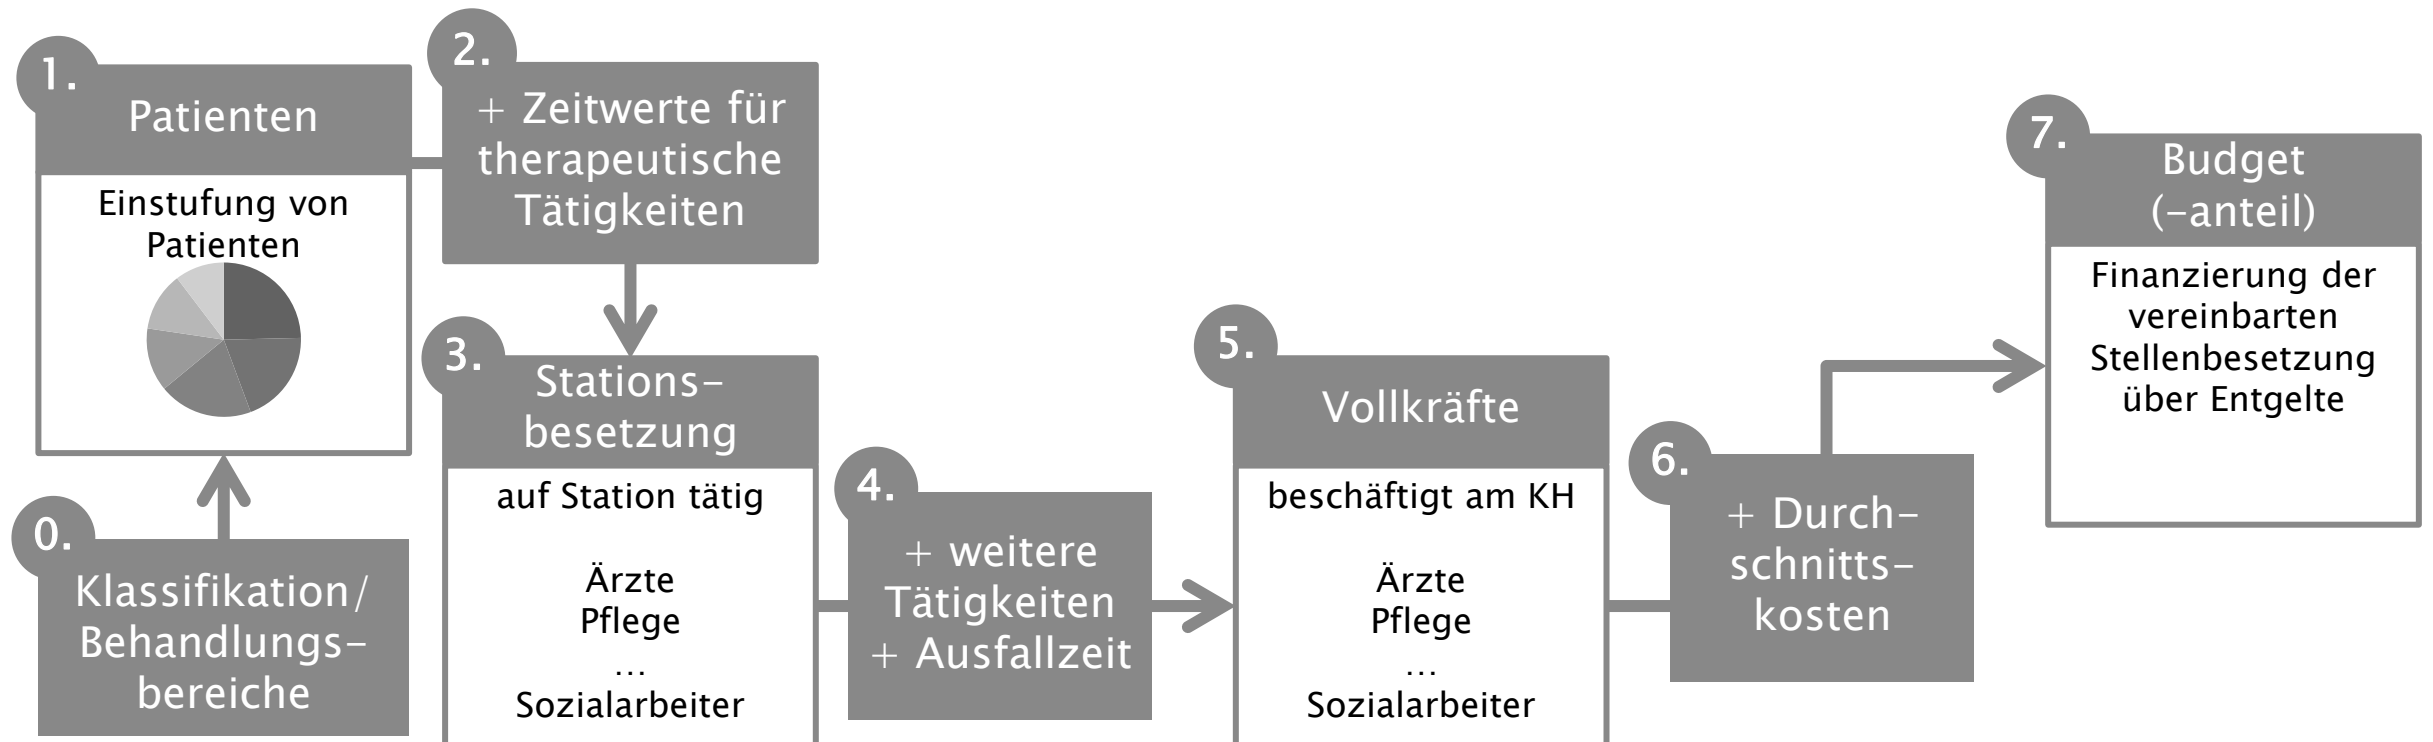 0.
Klassifikation/
Behandlungs-
bereiche
1.
Patienten
Einstufung von
Patienten
2.
+ Zeitwerte für
therapeutische
Tätigkeiten
3.
Stations-
besetzung
auf Station tätig
Ärzte
Pflege
...
Sozialarbeiter
4.
+ weitere
Tätigkeiten
+ Ausfallzeit
5.
Vollkräfte
beschäftigt am KH
Ärzte
Pflege
...
Sozialarbeiter
6.
+ Durch-
schnitts-
kosten
7.
Budget
(-anteil)
Finanzierung der
vereinbarten
Stellenbesetzung
über Entgelte